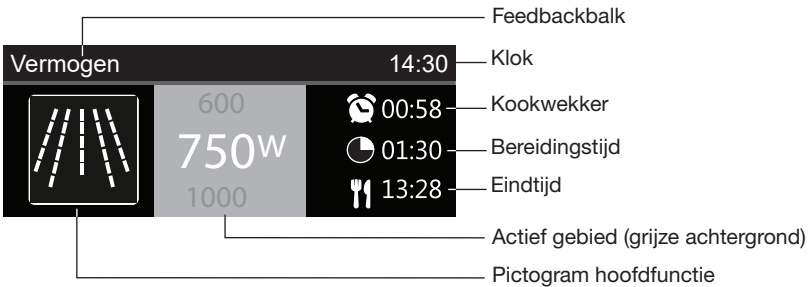 Feedbackbalk
Vermogen 14:30 Klok
600 00:58 Kookwekker
750W 01:30 Bereidingstijd
1000 13:28 Eindtijd
Actief gebied (grijze achtergrond)
Pictogram hoofdfunctie